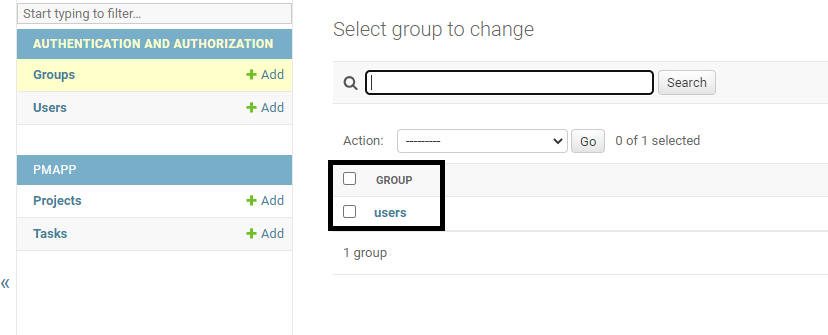 Start typing to filter...
AUTHENTICATION AND AUTHORIZATION
Groups + Add
Users + Add
PMAPP
Projects + Add
Tasks + Add
«
Select group to change
Search
Action: --------- Go 0 of 1 selected
GROUP
users
1 group